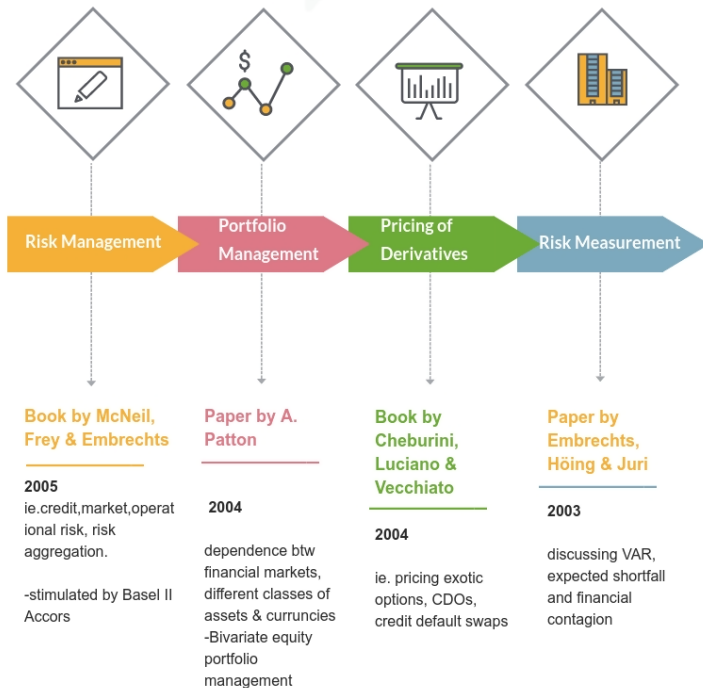 $
Risk Management
Portfolio
Management
Pricing of
Derivatives
Risk Measurement
Book by McNeil,
Frey & Embrechts
2005
ie.credit,market,operat
ional risk, risk
aggregation.
-stimulated by Basel II
Accors
Paper by A.
Patton
2004
dependence btw
financial markets,
different classes of
assets & curruncies
-Bivariate equity
portfolio
management
Book by
Cheburini,
Luciano &
Vecchiato
2004
ie. pricing exotic
options, CDOs,
credit default swaps
Paper by
Embrechts,
Höing & Juri
2003
discussing VAR,
expected shortfall
and financial
contagion